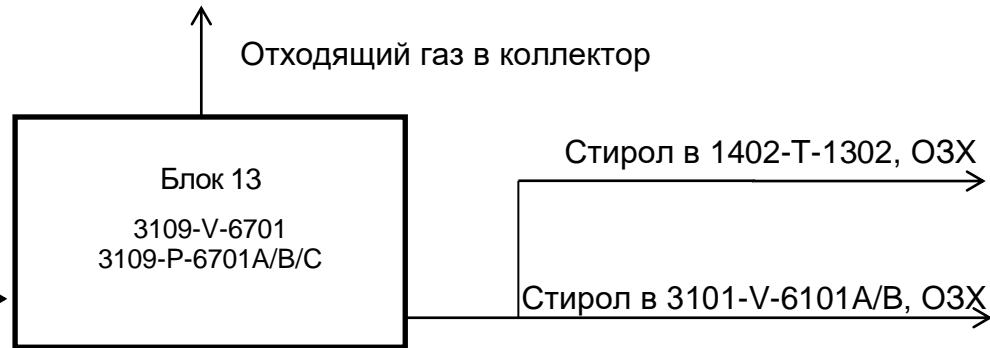 Отходящий газ в коллектор
Стирол в 1402-Т-1302, ОЗХ
Блок 13
3109-V-6701
3109-P-6701A/B/C
Стирол в 3101-V-6101A/B, ОЗХ